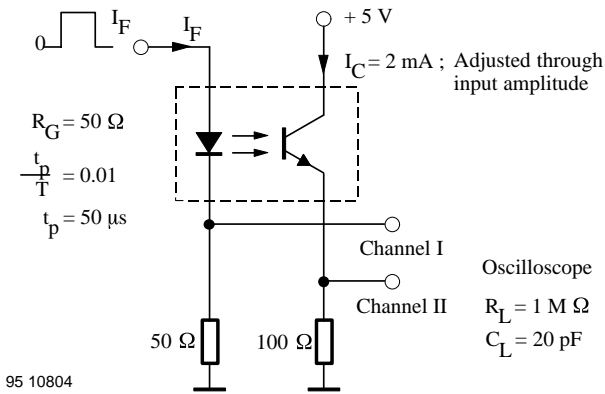 0
I_F
I_F
+ 5 V
I_C = 2 mA ; Adjusted through
input amplitude
R_G = 50 Ω
t_p
T
= 0.01
t_p = 50 μs
Channel I
Channel II
Oscilloscope
R_L = 1 M Ω
C_L = 20 pF
50 Ω
100 Ω
95 10804